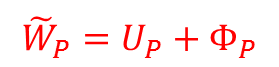 W̃_P = U_P + Φ_P